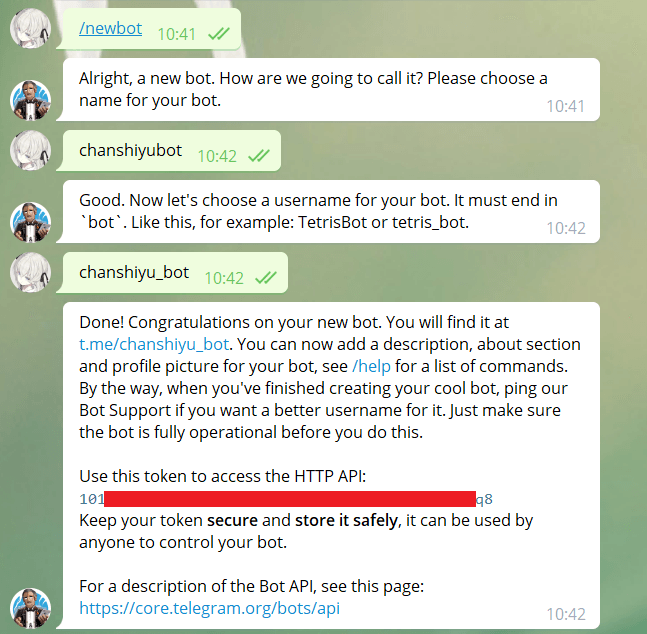 /newbot 10:41
Alright, a new bot. How are we going to call it? Please choose a
name for your bot.
10:41
chanshiyubot 10:42
Good. Now let's choose a username for your bot. It must end in
`bot`. Like this, for example: TetrisBot or tetris_bot.
10:42
chanshiyu_bot 10:42
Done! Congratulations on your new bot. You will find it at
t.me/chanshiyu_bot. You can now add a description, about section
and profile picture for your bot, see /help for a list of commands.
By the way, when you've finished creating your cool bot, ping our
Bot Support if you want a better username for it. Just make sure
the bot is fully operational before you do this.
Use this token to access the HTTP API:
101 q8
Keep your token secure and store it safely, it can be used by
anyone to control your bot.
For a description of the Bot API, see this page:
https://core.telegram.org/bots/api
10:42